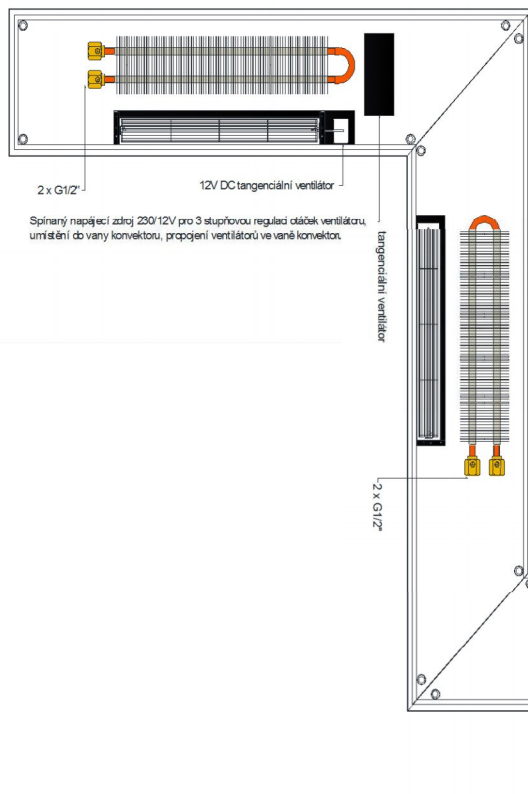 2 x G1/2"
12V DC tangenciální ventilátor
Spínaný napájecí zdroj 230/12V pro 3 stupňovou regulaci otáček ventilátoru,
umístění do vany konvektoru, propojení ventilátorů ve vaně konvektoru.
tangenciální ventilátor
2 x G1/2"